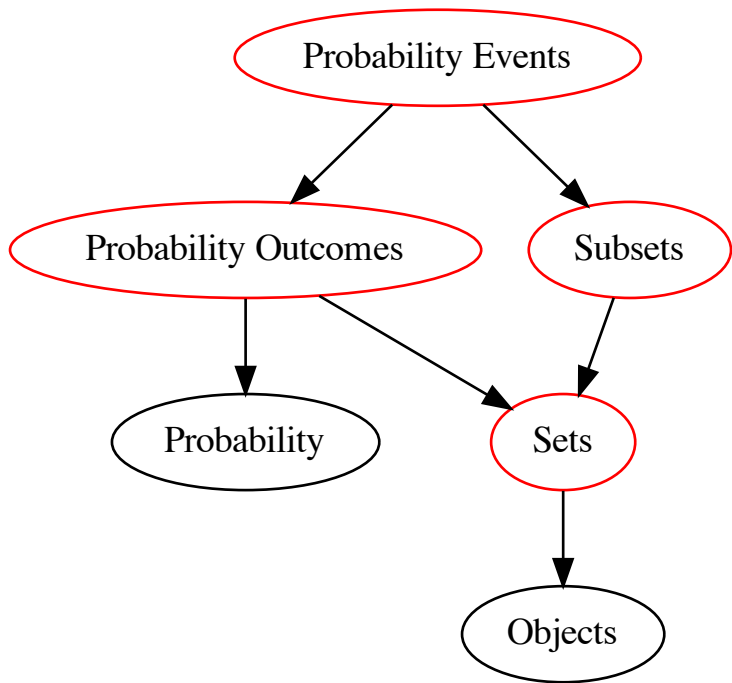 Probability Events
Probability Outcomes
Subsets
Probability
Sets
Objects